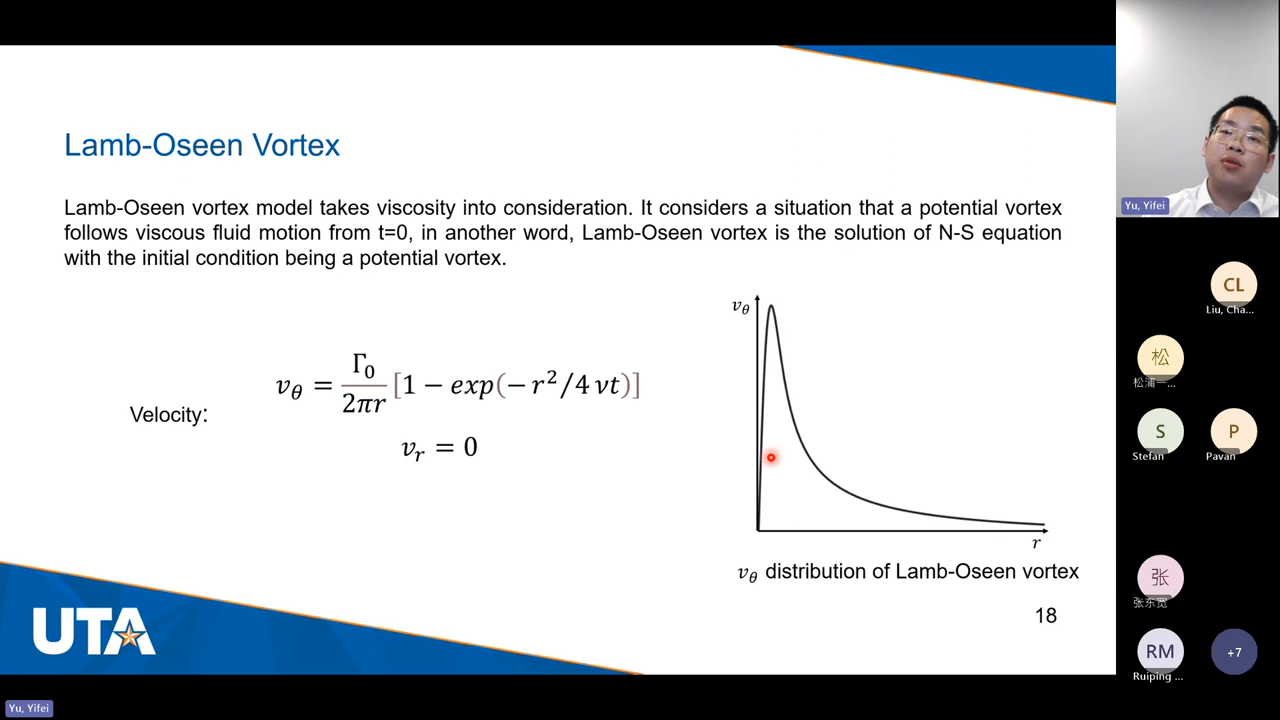 Lamb-Oseen Vortex
Lamb-Oseen vortex model takes viscosity into consideration. It considers a situation that a potential vortex
follows viscous fluid motion from t=0, in another word, Lamb-Oseen vortex is the solution of N-S equation
with the initial condition being a potential vortex.
Velocity:
v_θ = Γ₀/2πr [1 − exp(− r²/4 νt)]
v_r = 0
v_θ
r
v_θ distribution of Lamb-Oseen vortex
18
UTA
Yu, Yifei
Yu, Yifei
CL
Liu, Cha...
松
松浦一...
S
Stefan
P
Pavan
张
张东宽
RM
Ruiping ...
+7